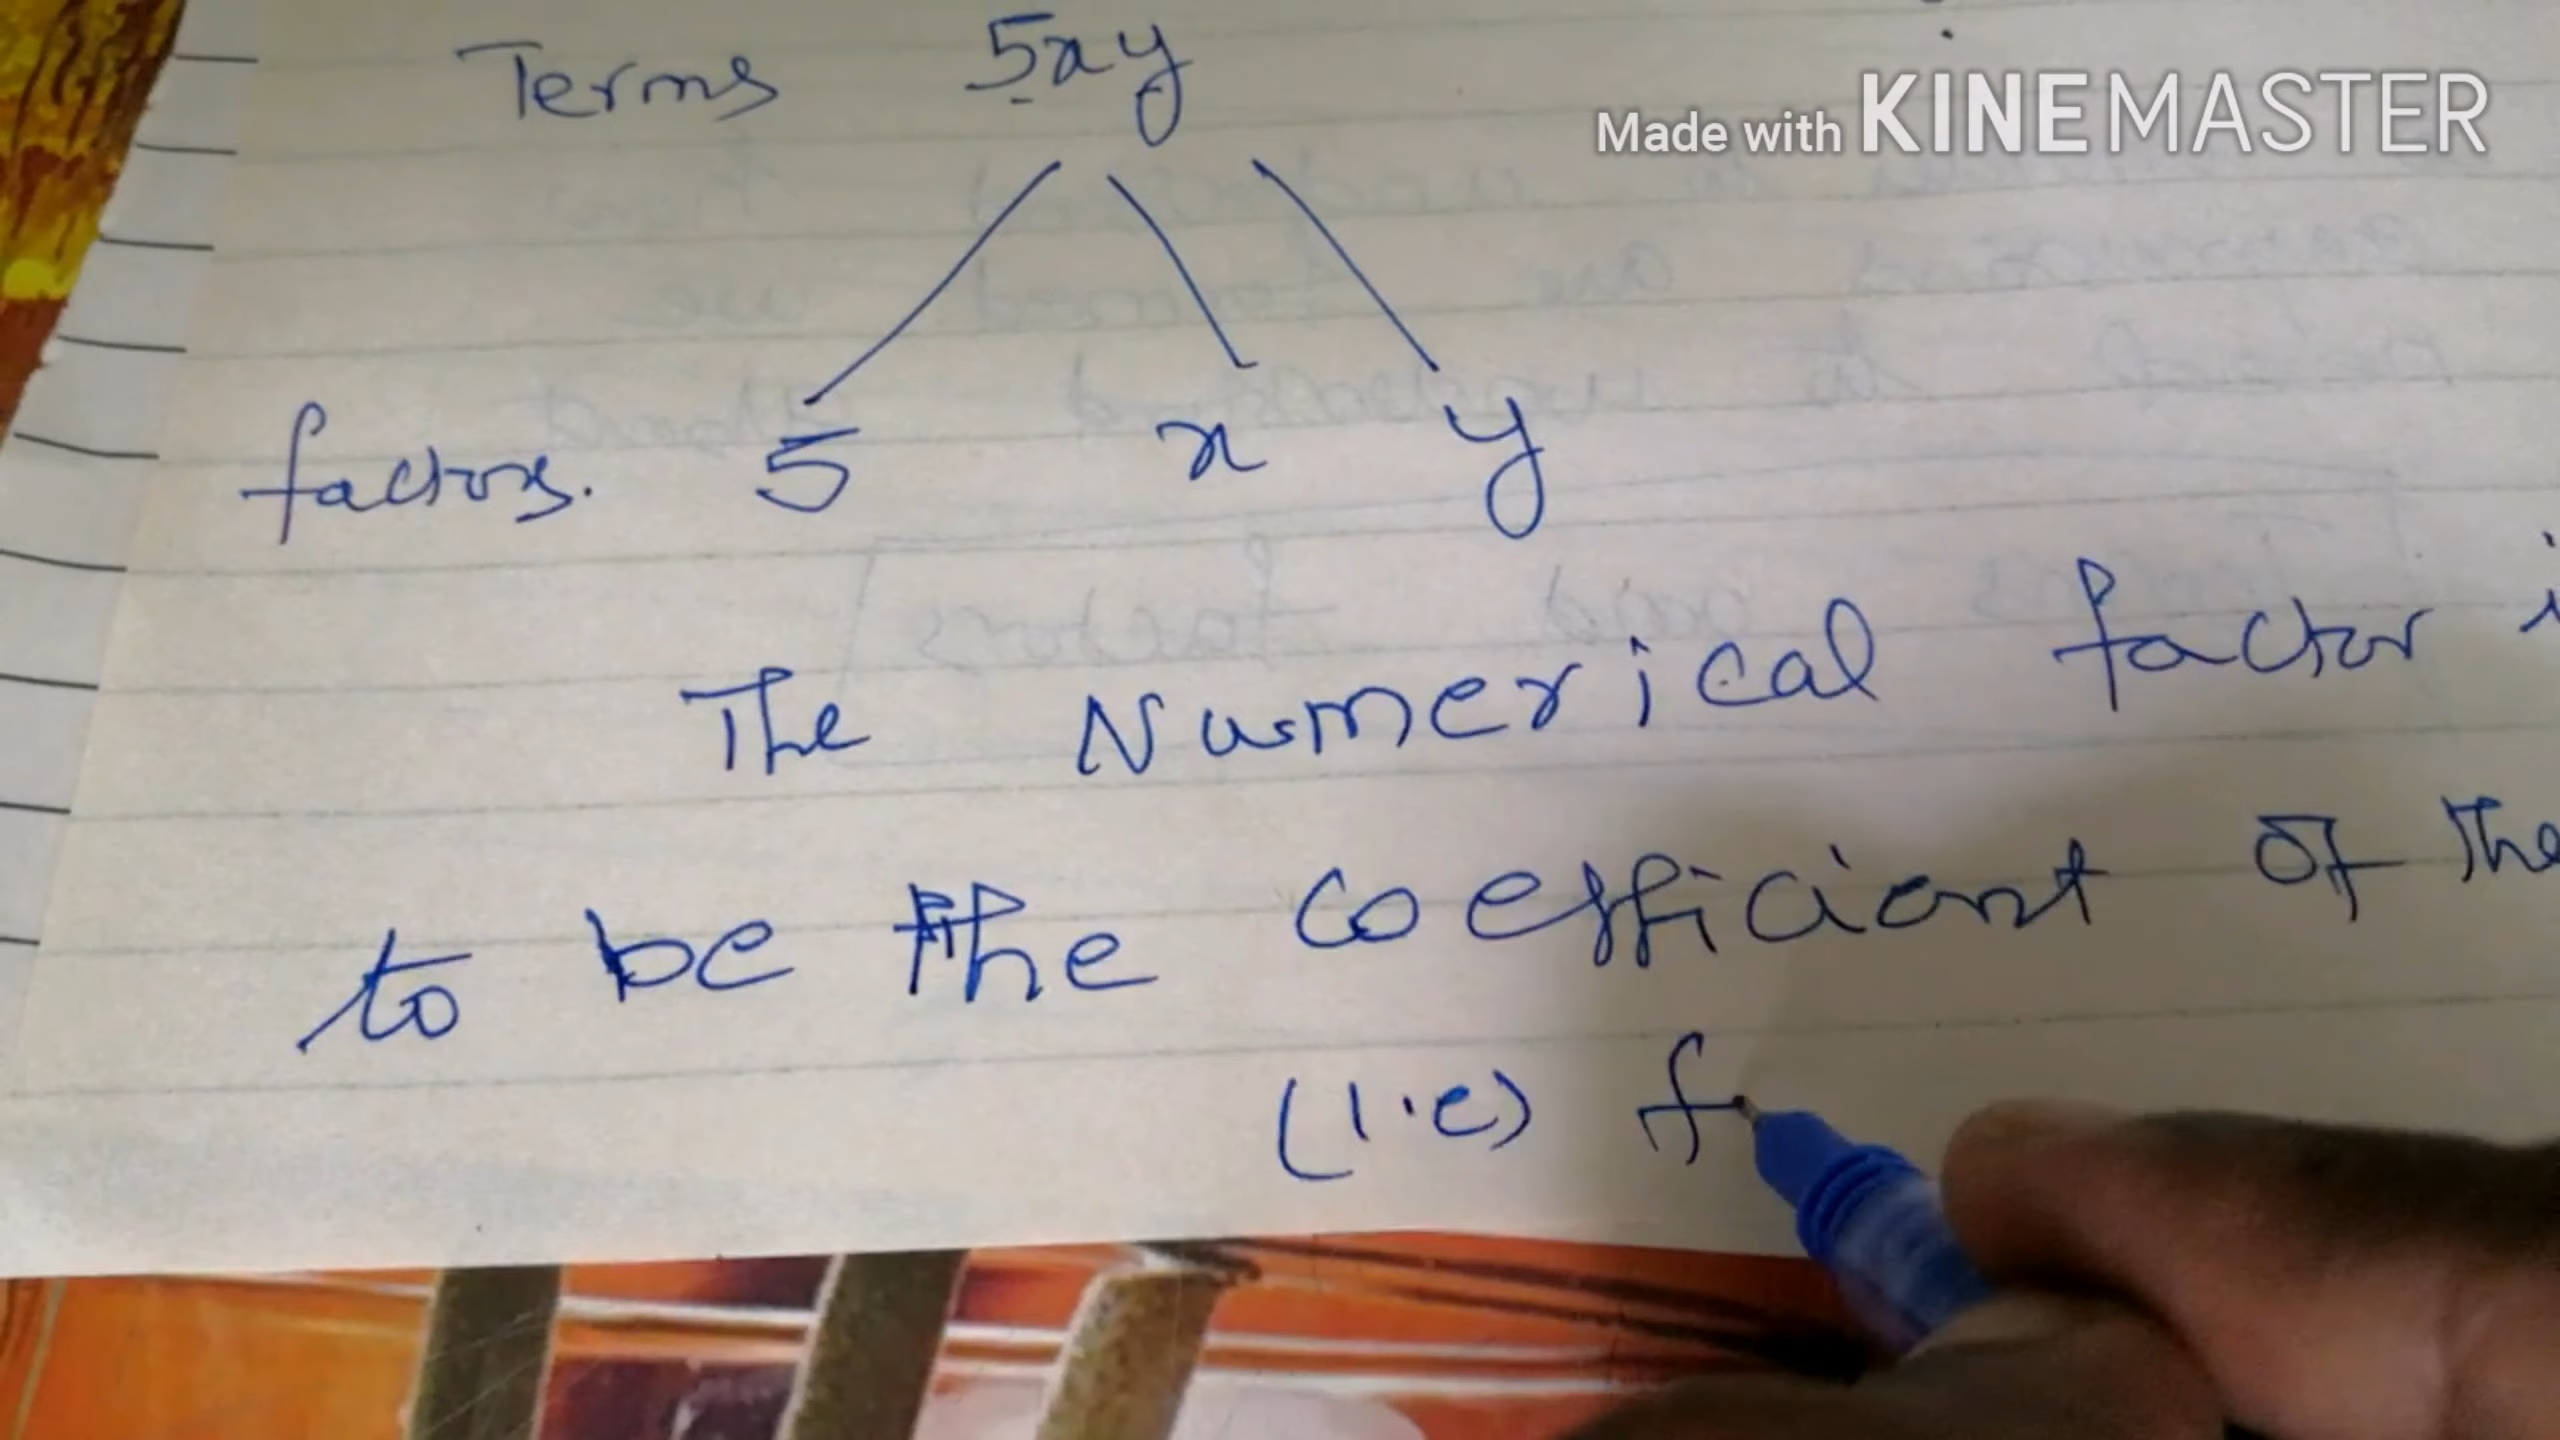 Terms 5xy
Made with KINEMASTER
factors. 5 x y
The Numerical factor i
to be the coefficient of the
(i.e) f